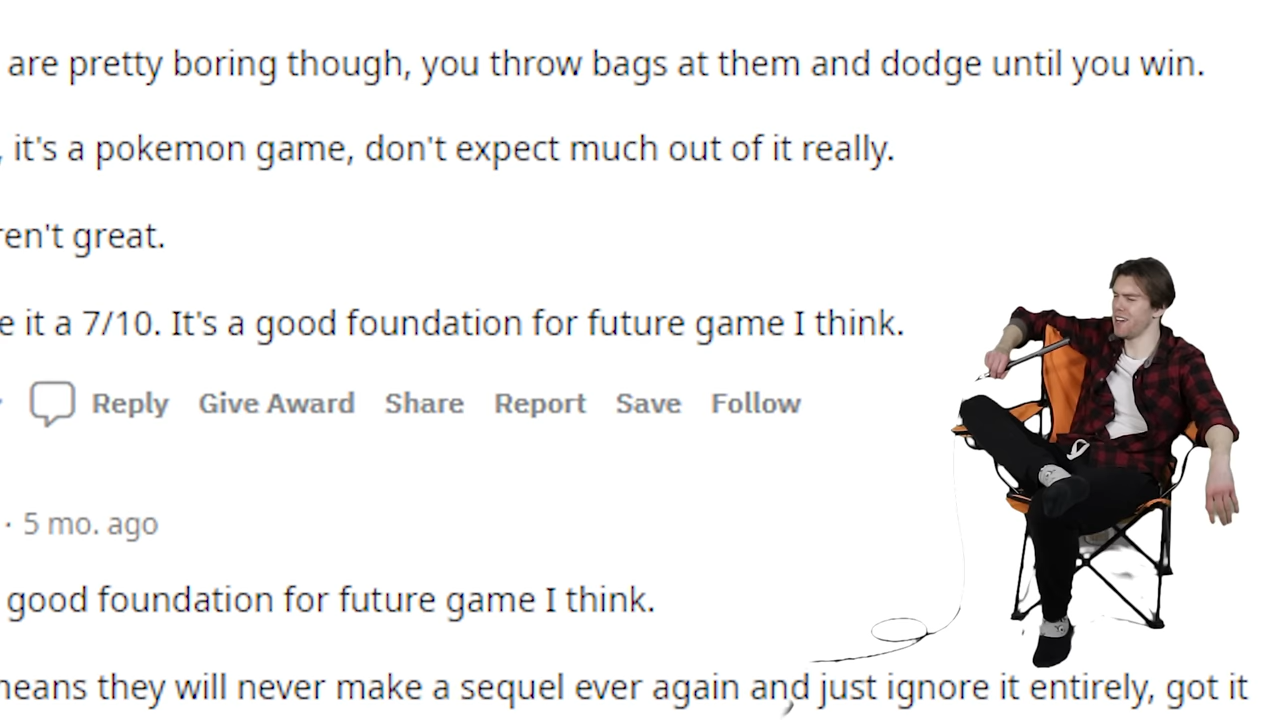 are pretty boring though, you throw bags at them and dodge until you win.
, it's a pokemon game, don't expect much out of it really.
ren't great.
e it a 7/10. It's a good foundation for future game I think.
Reply Give Award Share Report Save Follow
· 5 mo. ago
good foundation for future game I think.
means they will never make a sequel ever again and just ignore it entirely, got it